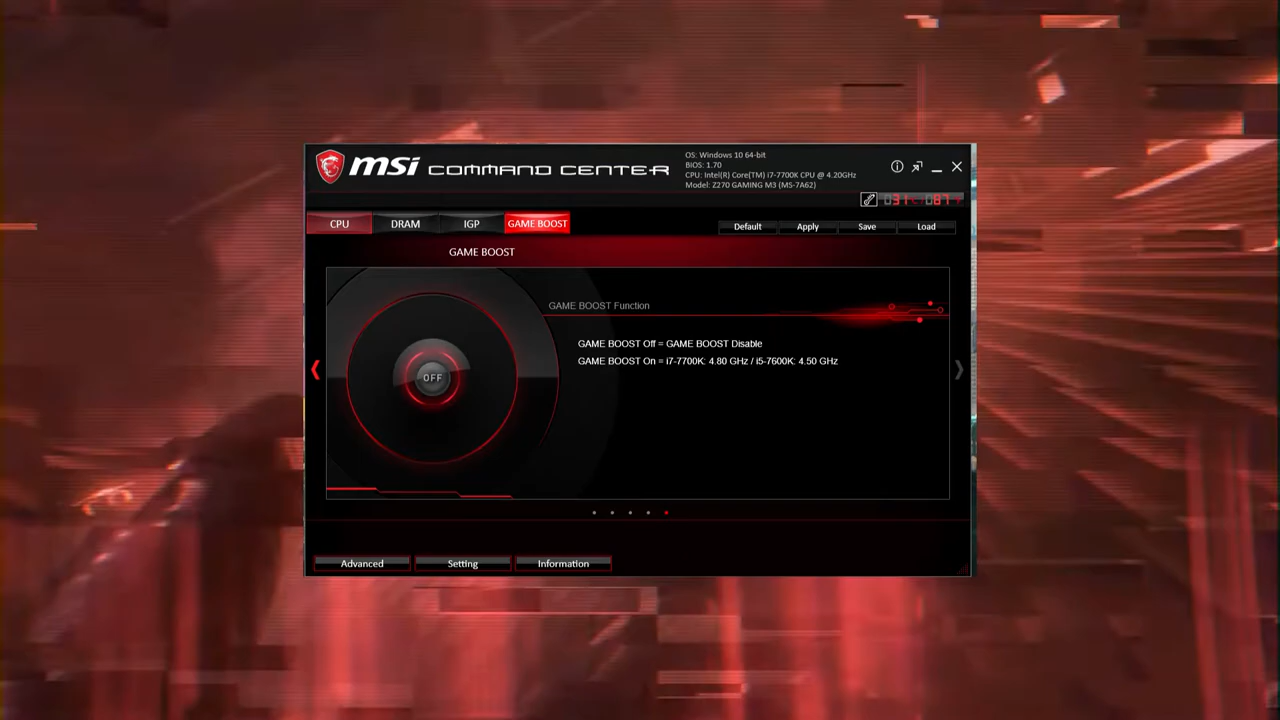 msi COMMAND CENTER
OS: Windows 10 64-bit
BIOS: 1.70
CPU: Intel(R) Core(TM) i7-7700K CPU @ 4.20GHz
Model: Z270 GAMING M3 (MS-7A62)
031°C 087°F
CPU DRAM IGP GAME BOOST
Default Apply Save Load
GAME BOOST
GAME BOOST Function
GAME BOOST Off = GAME BOOST Disable
GAME BOOST On = i7-7700K: 4.80 GHz / i5-7600K: 4.50 GHz
OFF
Advanced Setting Information